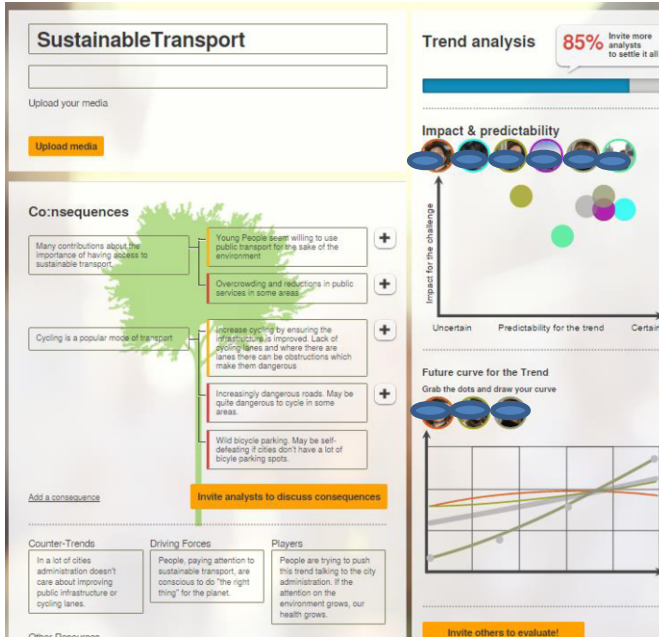 SustainableTransport
Upload your media
Upload media
Co:nsequences
Many contributions about the
importance of having access to
sustainable transport.
Young People seem willing to use
public transport for the sake of the
environment
Overcrowding and reductions in public
services in some areas
Cycling is a popular mode of transport
Increase cycling by ensuring the
infrastructure is improved. Lack of
cycling lanes and where there are
lanes there can be obstructions which
make them dangerous
Increasingly dangerous roads. May be
quite dangerous to cycle in some
areas.
Wild bicycle parking. May be self-
defeating if cities don't have a lot of
bicyle parking spots.
Add a consequence
Invite analysts to discuss consequences
Counter-Trends
In a lot of cities
administration doesn't
care about improving
public infrastructure or
cycling lanes.
Driving Forces
People, paying attention to
sustainable transport, are
conscious to do "the right
thing" for the planet.
Players
People are trying to push
this trend talking to the city
administration. If the
attention on the
environment grows, our
health grows.
Other Resources
Trend analysis
85%
Invite more
analysts
to settle it all
Impact & predictability
Impact for the challenge
Uncertain Predictability for the trend Certain
Future curve for the Trend
Grab the dots and draw your curve
Invite others to evaluate!